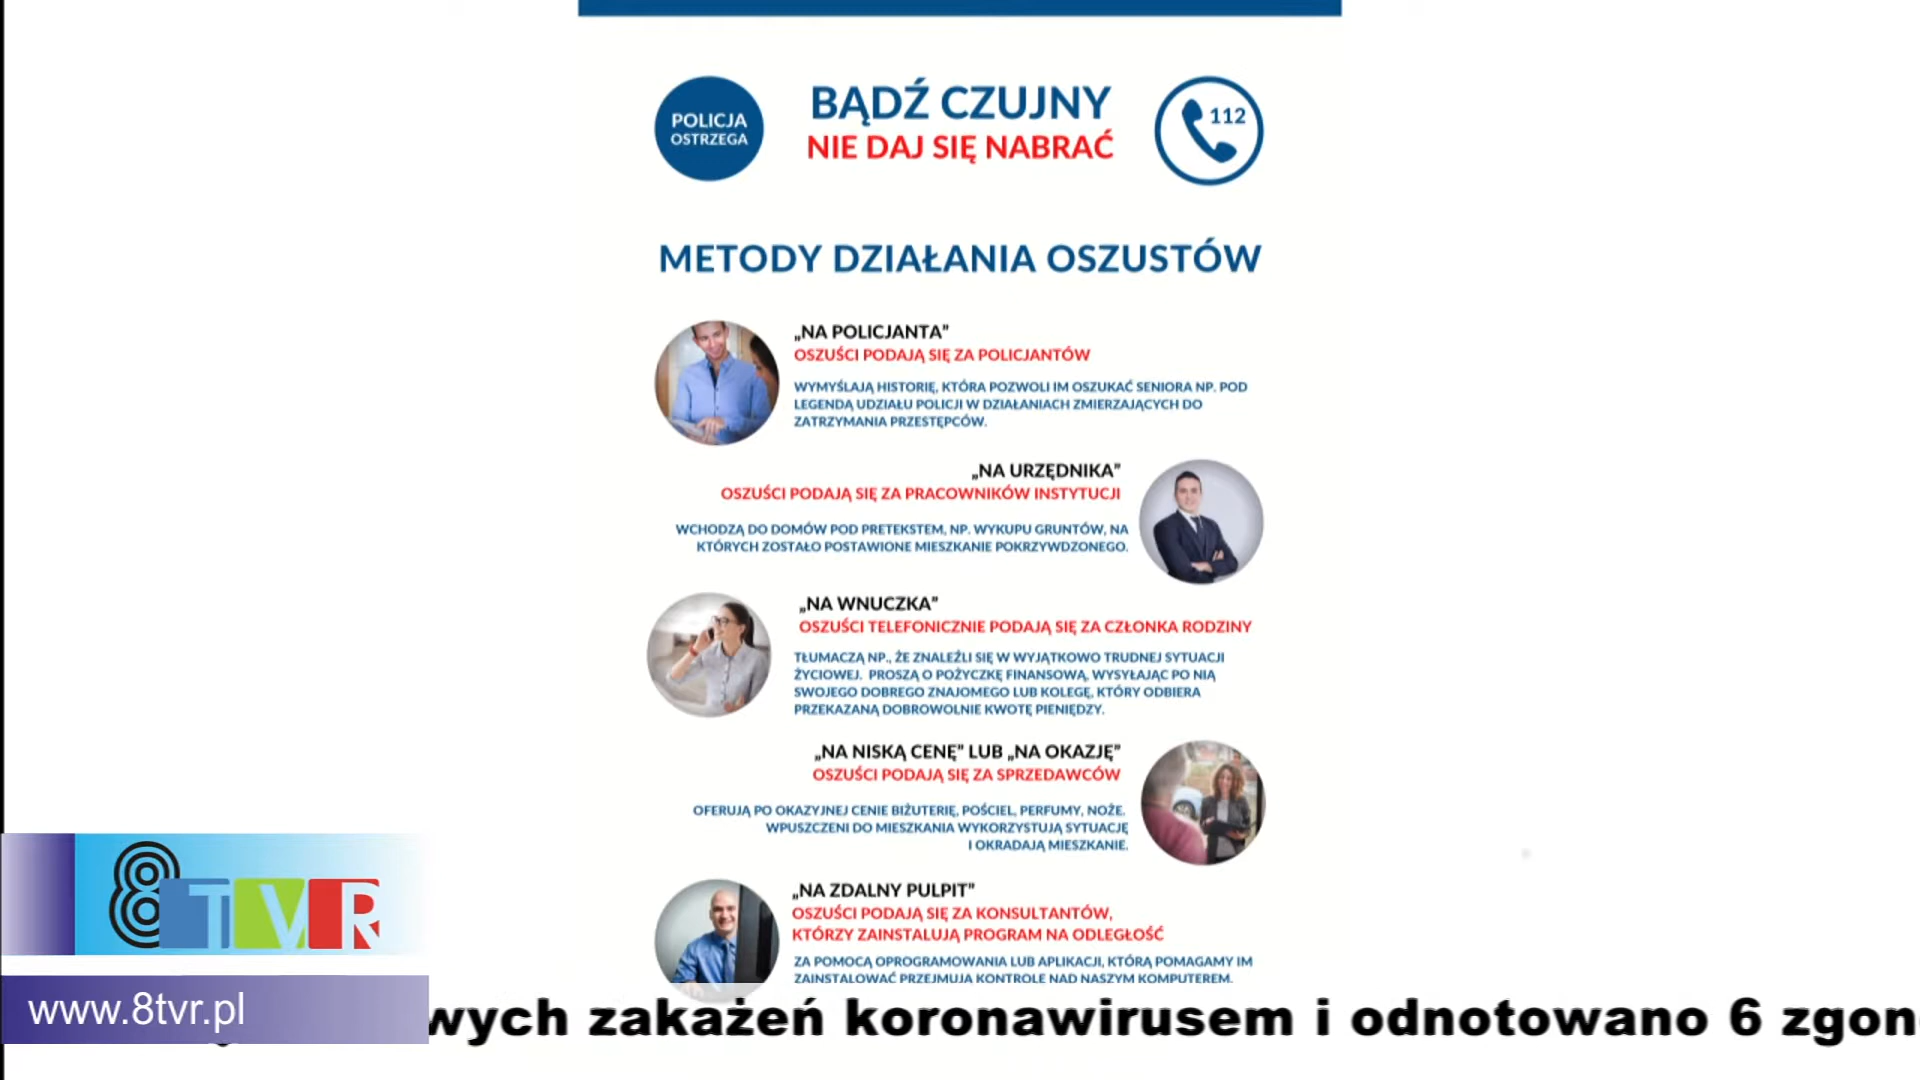 POLICJA
OSTRZEGA
BĄDŹ CZUJNY
NIE DAJ SIĘ NABRAĆ
112
METODY DZIAŁANIA OSZUSTÓW
„NA POLICJANTA”
OSZUŚCI PODAJĄ SIĘ ZA POLICJANTÓW
WYMYŚLAJĄ HISTORIĘ, KTÓRA POZWOLI IM OSZUKAĆ SENIORA NP. POD
LEGENDĄ UDZIAŁU POLICJI W DZIAŁANIACH ZMIERZAJĄCYCH DO
ZATRZYMANIA PRZESTĘPCÓW.
„NA URZĘDNIKA”
OSZUŚCI PODAJĄ SIĘ ZA PRACOWNIKÓW INSTYTUCJI
WCHODZĄ DO DOMÓW POD PRETEKSTEM, NP. WYKUPU GRUNTÓW, NA
KTÓRYCH ZOSTAŁO POSTAWIONE MIESZKANIE POKRZYWDZONEGO.
„NA WNUCZKA”
OSZUŚCI TELEFONICZNIE PODAJĄ SIĘ ZA CZŁONKA RODZINY
TŁUMACZĄ NP., ŻE ZNALEŹLI SIĘ W WYJĄTKOWO TRUDNEJ SYTUACJI
ŻYCIOWEJ. PROSZĄ O POŻYCZKĘ FINANSOWĄ, WYSYŁAJĄC PO NIĄ
SWOJEGO DOBREGO ZNAJOMEGO LUB KOLEGĘ, KTÓRY ODBIERA
PRZEKAZANĄ DOBROWOLNIE KWOTĘ PIENIĘDZY.
„NA NISKĄ CENĘ” LUB „NA OKAZJĘ”
OSZUŚCI PODAJĄ SIĘ ZA SPRZEDAWCÓW
OFERUJĄ PO OKAZYJNEJ CENIE BIŻUTERIĘ, POŚCIEL, PERFUMY, NOŻE.
WPUSZCZENI DO MIESZKANIA WYKORZYSTUJĄ SYTUACJĘ
I OKRADAJĄ MIESZKANIE.
„NA ZDALNY PULPIT”
OSZUŚCI PODAJĄ SIĘ ZA KONSULTANTÓW,
KTÓRZY ZAINSTALUJĄ PROGRAM NA ODLEGŁOŚĆ
ZA POMOCĄ OPROGRAMOWANIA LUB APLIKACJI, KTÓRĄ POMAGAMY IM
ZAINSTALOWAĆ PRZEJMUJĄ KONTROLĘ NAD NASZYM KOMPUTEREM.
8TVR
www.8tvr.pl
wych zakażeń koronawirusem i odnotowano 6 zgon